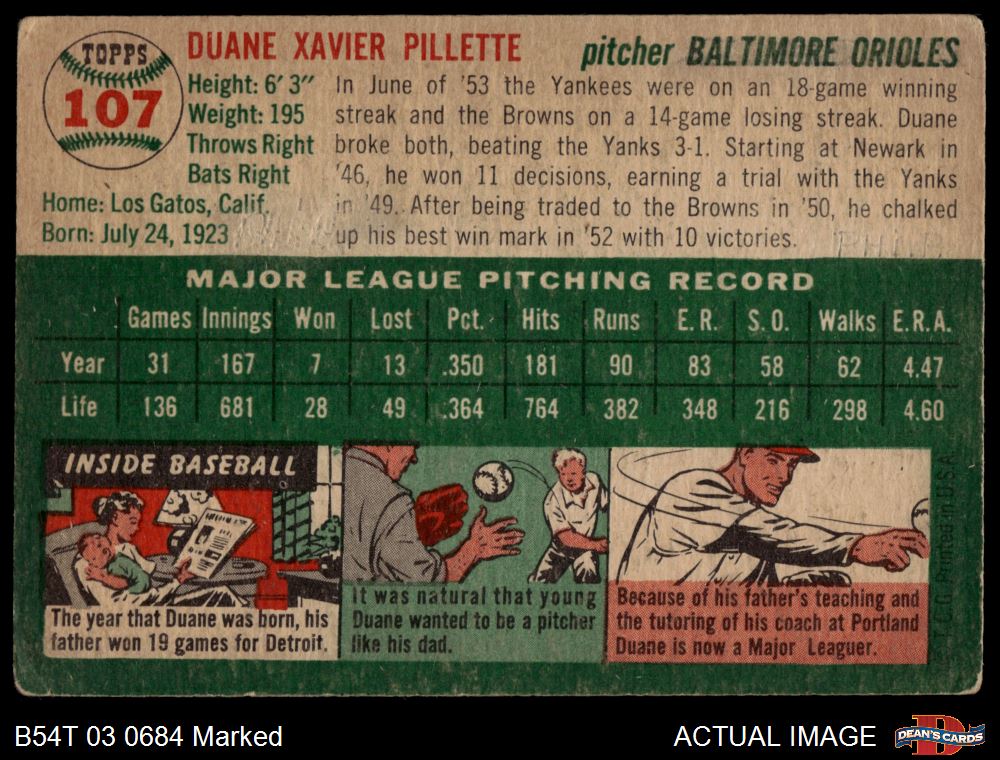 TOPPS
107
DUANE XAVIER PILLETTE
pitcher BALTIMORE ORIOLES
Height: 6' 3"
Weight: 195
Throws Right
Bats Right
Home: Los Gatos, Calif.
Born: July 24, 1923
In June of '53 the Yankees were on an 18-game winning
streak and the Browns on a 14-game losing streak. Duane
broke both, beating the Yanks 3-1. Starting at Newark in
'46, he won 11 decisions, earning a trial with the Yanks
in '49. After being traded to the Browns in '50, he chalked
up his best win mark in '52 with 10 victories.
MAJOR LEAGUE PITCHING RECORD
Games Innings Won Lost Pct. Hits Runs E.R. S.O. Walks E.R.A.
Year 31 167 7 13 .350 181 90 83 58 62 4.47
Life 136 681 28 49 .364 764 382 348 216 298 4.60
INSIDE BASEBALL
The year that Duane was born, his
father won 19 games for Detroit.
It was natural that young
Duane wanted to be a pitcher
like his dad.
Because of his father's teaching and
the tutoring of his coach at Portland
Duane is now a Major Leaguer.
T.C.G. Printed in U.S.A.
B54T 03 0684 Marked
ACTUAL IMAGE
DEAN'S CARDS